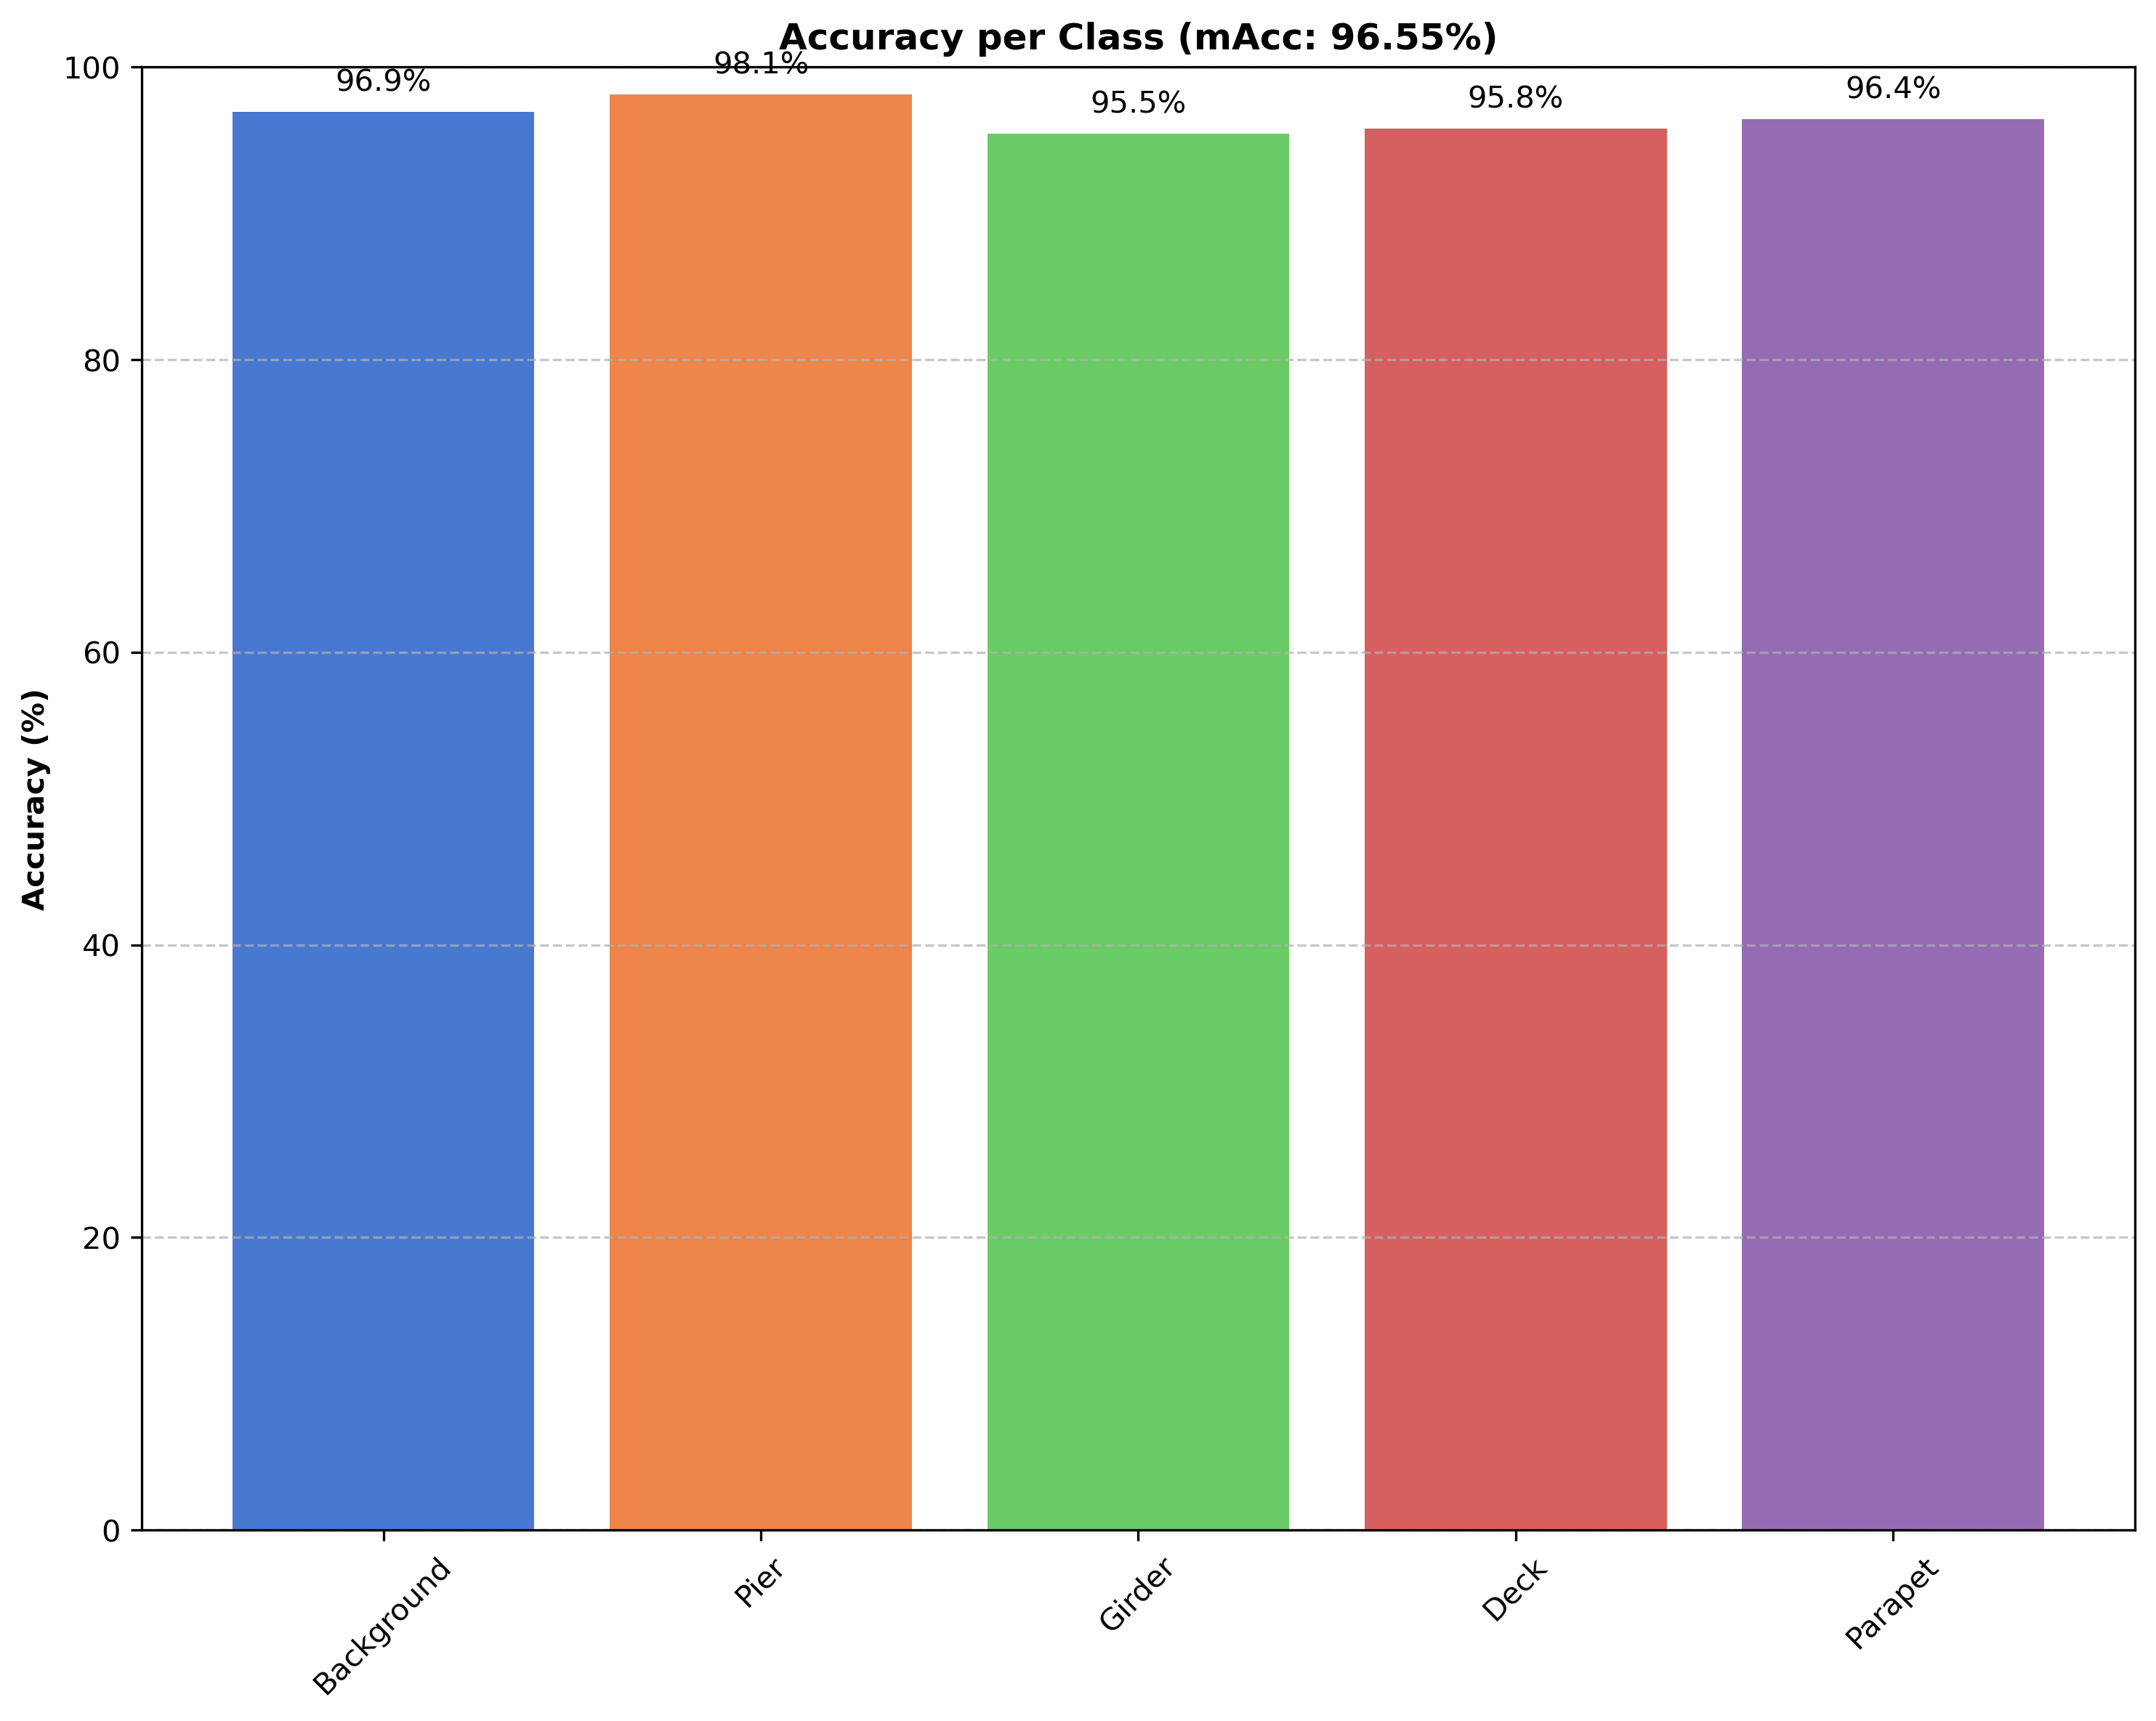 Accuracy per Class (mAcc: 96.55%)
96.9%
98.1%
95.5%
95.8%
96.4%
Accuracy (%)
100
80
60
40
20
0
Background
Pier
Girder
Deck
Parapet